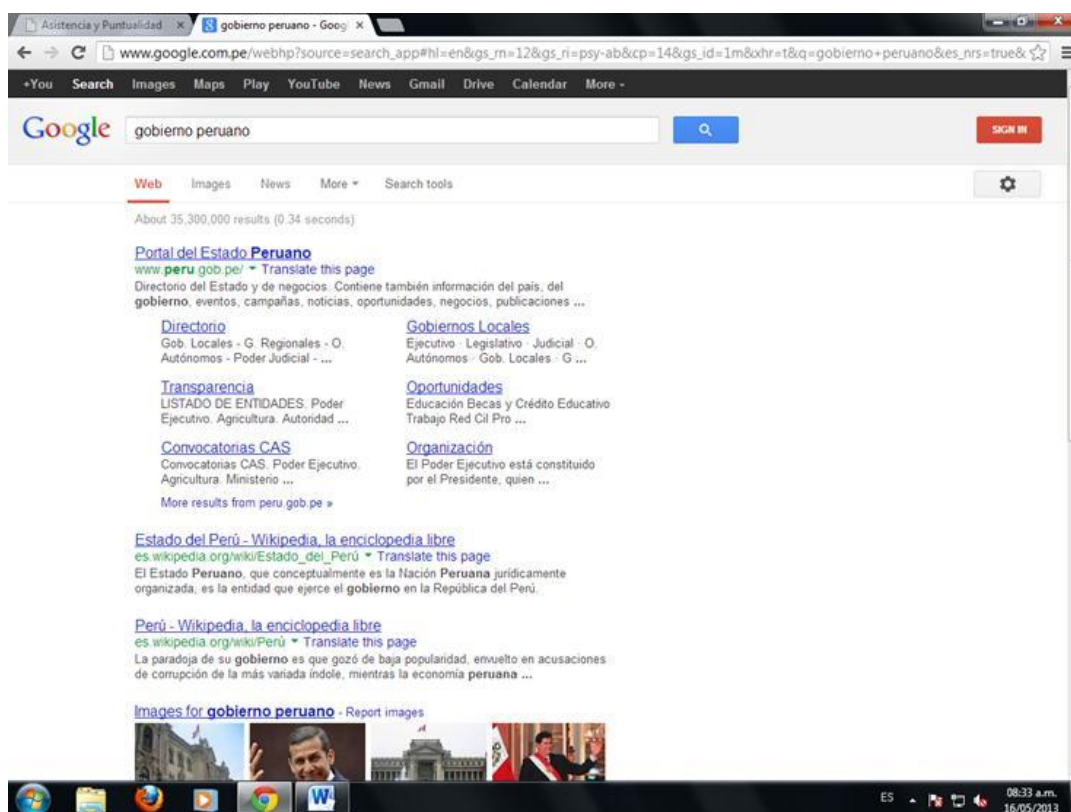 Asistencia y Puntualidad
gobierno peruano - Goog
www.google.com.pe/webhp?source=search_app#hl=en&gs_rn=12&gs_ri=psy-ab&cp=14&gs_id=1m&xhr=t&q=gobierno+peruano&es_nrs=true&
+You Search Images Maps Play YouTube News Gmail Drive Calendar More
Google gobierno peruano SIGN IN
Web Images News More Search tools
About 35,300,000 results (0.34 seconds)
Portal del Estado Peruano
www.peru.gob.pe/ Translate this page
Directorio del Estado y de negocios. Contiene también información del país, del
gobierno, eventos, campañas, noticias, oportunidades, negocios, publicaciones ...
Directorio
Gob. Locales - G. Regionales - O.
Autónomos - Poder Judicial - ...
Gobiernos Locales
Ejecutivo · Legislativo · Judicial · O.
Autónomos · Gob. Locales · G ...
Transparencia
LISTADO DE ENTIDADES. Poder
Ejecutivo. Agricultura. Autoridad ...
Oportunidades
Educación Becas y Crédito Educativo
Trabajo Red Cil Pro ...
Convocatorias CAS
Convocatorias CAS. Poder Ejecutivo.
Agricultura. Ministerio ...
Organización
El Poder Ejecutivo está constituido
por el Presidente, quien ...
More results from peru.gob.pe »
Estado del Perú - Wikipedia, la enciclopedia libre
es.wikipedia.org/wiki/Estado_del_Perú Translate this page
El Estado Peruano, que conceptualmente es la Nación Peruana jurídicamente
organizada, es la entidad que ejerce el gobierno en la República del Perú.
Perú - Wikipedia, la enciclopedia libre
es.wikipedia.org/wiki/Perú Translate this page
La paradoja de su gobierno es que gozó de baja popularidad, envuelto en acusaciones
de corrupción de la más variada índole, mientras la economía peruana ...
Images for gobierno peruano - Report images
ES
08:33 a.m.
16/05/2013